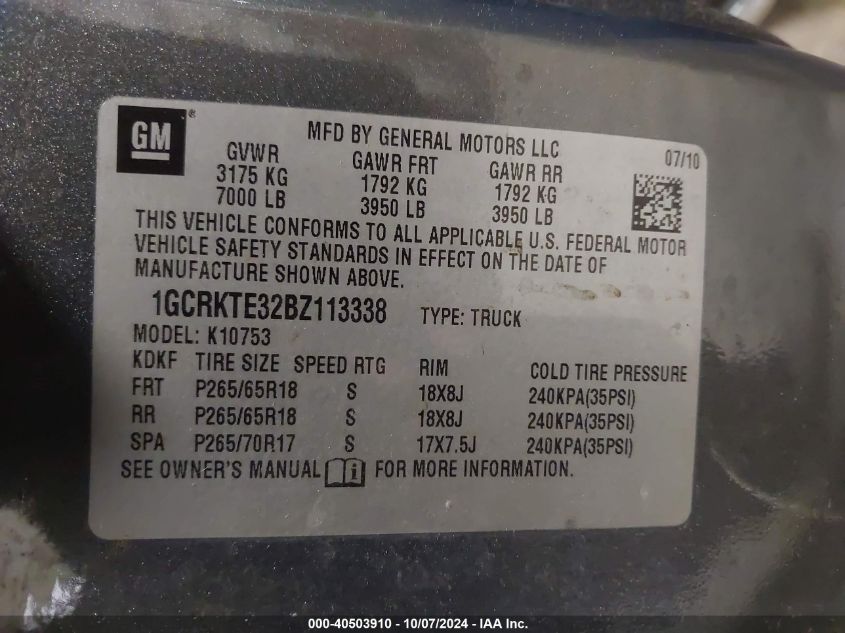 GM ®
MFD BY GENERAL MOTORS LLC 07/10
GVWR GAWR FRT GAWR RR
3175 KG 1792 KG 1792 KG
7000 LB 3950 LB 3950 LB
THIS VEHICLE CONFORMS TO ALL APPLICABLE U.S. FEDERAL MOTOR
VEHICLE SAFETY STANDARDS IN EFFECT ON THE DATE OF
MANUFACTURE SHOWN ABOVE.
1GCRKTE32BZ113338 TYPE: TRUCK
MODEL: K10753
KDKF TIRE SIZE SPEED RTG RIM COLD TIRE PRESSURE
FRT P265/65R18 S 18X8J 240KPA(35PSI)
RR P265/65R18 S 18X8J 240KPA(35PSI)
SPA P265/70R17 S 17X7.5J 240KPA(35PSI)
SEE OWNER'S MANUAL i FOR MORE INFORMATION.
000-40503910 - 10/07/2024 - IAA Inc.